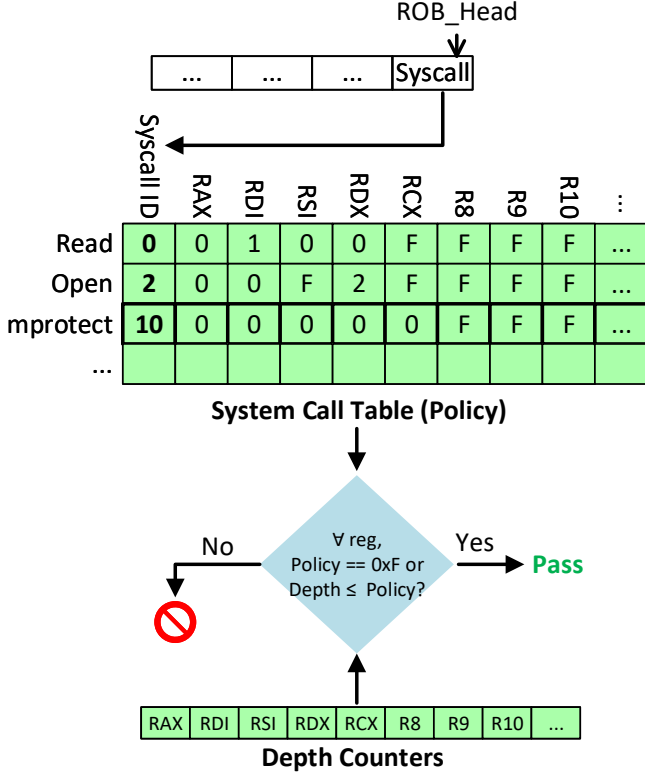 ROB_Head
... ... ... Syscall
Syscall ID RAX RDI RSI RDX RCX R8 R9 R10 ...
Read 0 0 1 0 0 F F F F ...
Open 2 0 0 F 2 F F F F ...
mprotect 10 0 0 0 0 0 F F F ...
...
System Call Table (Policy)
∀ reg,
No Policy == 0xF or Yes Pass
Depth ≤ Policy?
RAX RDI RSI RDX RCX R8 R9 R10 ...
Depth Counters